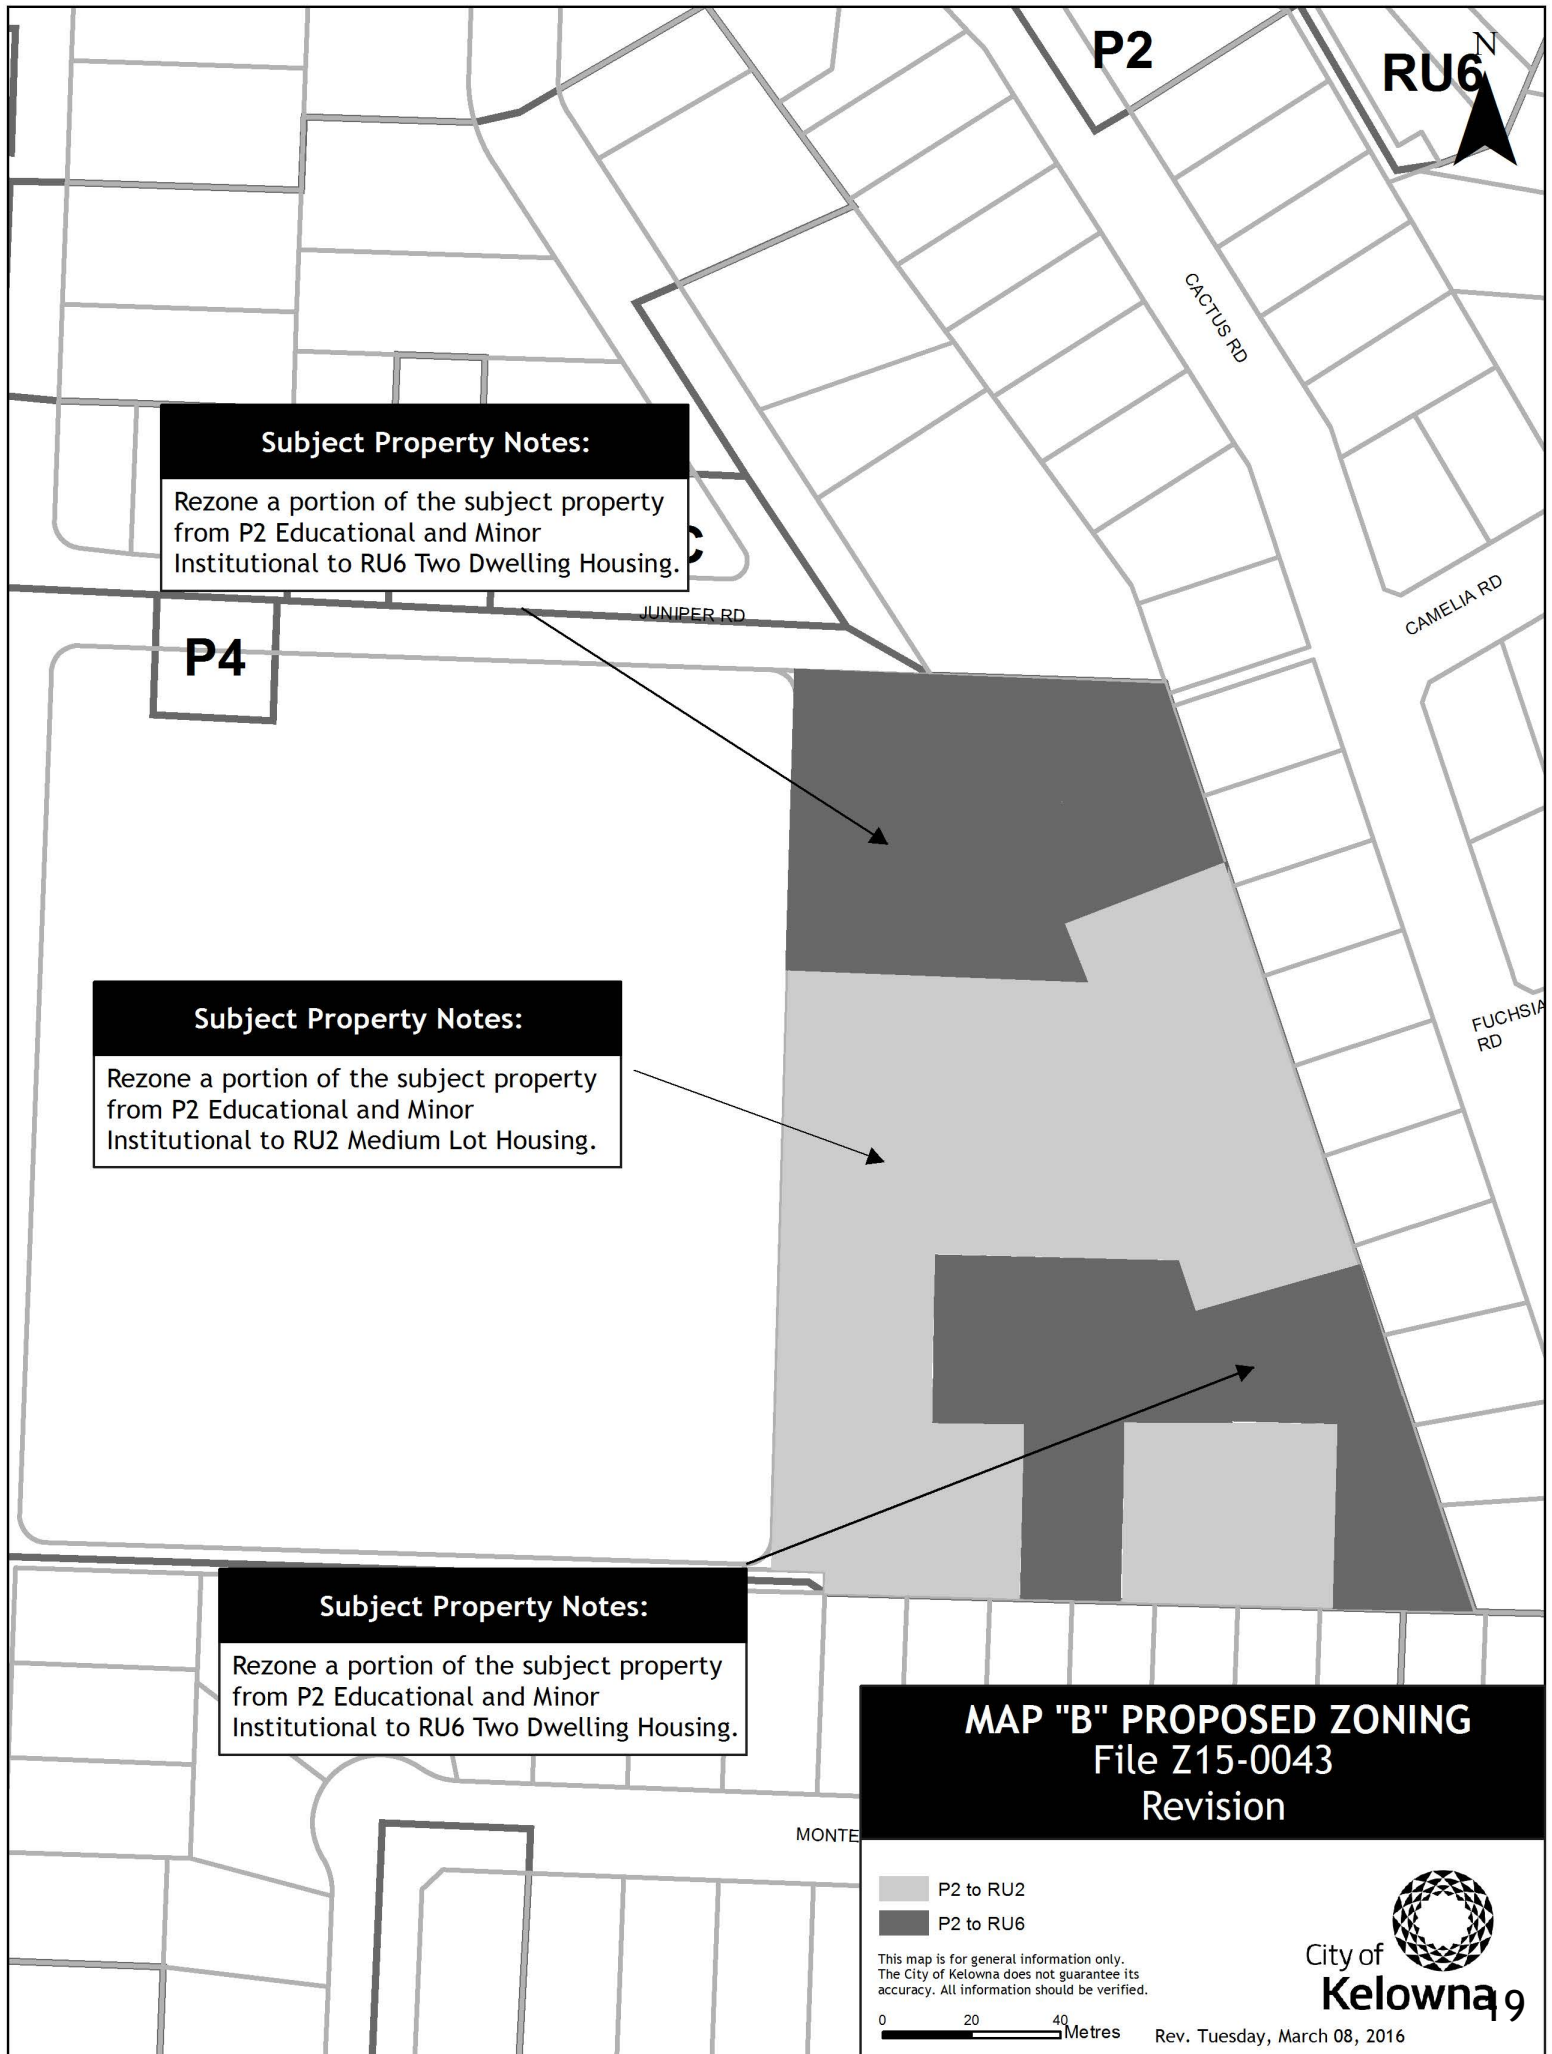 P2
RU6
N
CACTUS RD
Subject Property Notes:
Rezone a portion of the subject property
from P2 Educational and Minor
Institutional to RU6 Two Dwelling Housing.
C
JUNIPER RD
CAMELIA RD
P4
Subject Property Notes:
Rezone a portion of the subject property
from P2 Educational and Minor
Institutional to RU2 Medium Lot Housing.
FUCHSIA
RD
Subject Property Notes:
Rezone a portion of the subject property
from P2 Educational and Minor
Institutional to RU6 Two Dwelling Housing.
MONTE
MAP "B" PROPOSED ZONING
File Z15-0043
Revision
P2 to RU2
P2 to RU6
This map is for general information only.
The City of Kelowna does not guarantee its
accuracy. All information should be verified.
0 20 40
Metres
City of
Kelowna
19
Rev. Tuesday, March 08, 2016